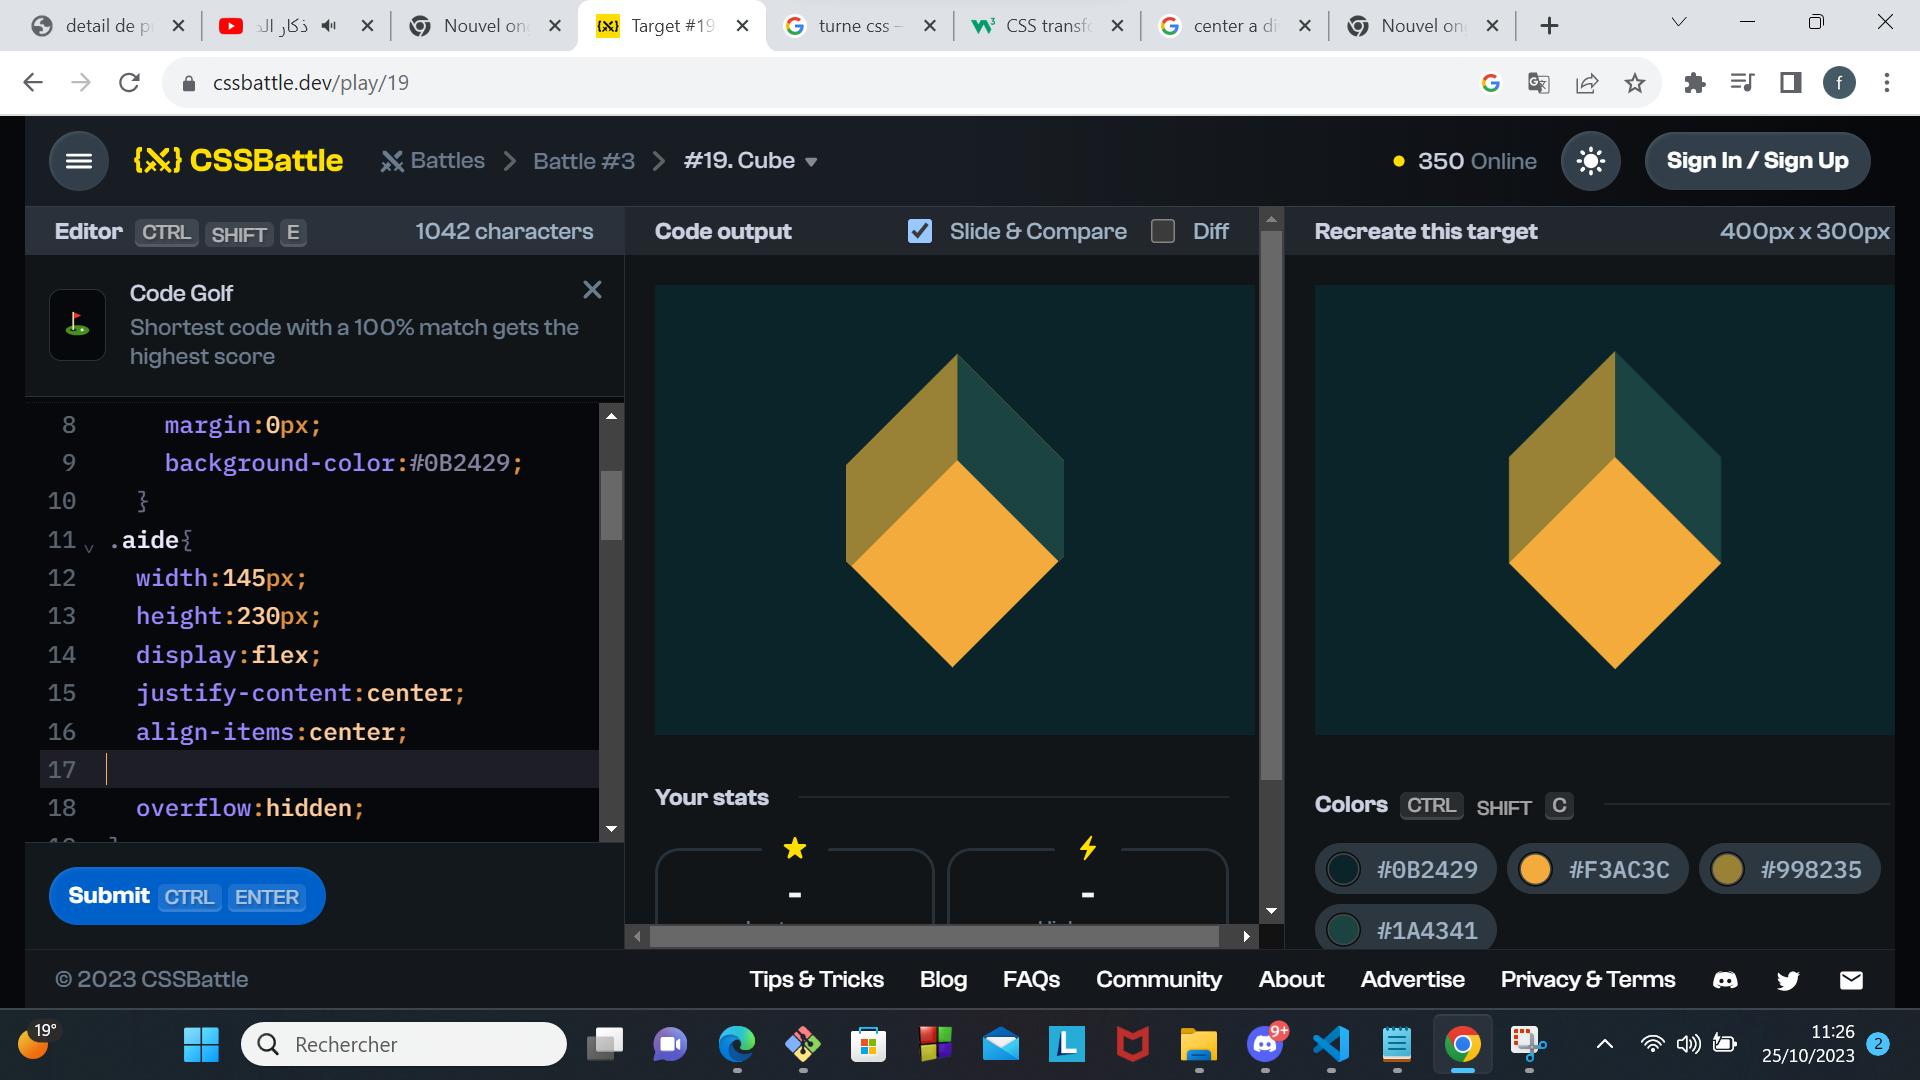 detail de p
ذكار الد
Nouvel on
Target #19
turne css -
CSS transfo
center a di
Nouvel on
cssbattle.dev/play/19
f
CSSBattle
Battles
Battle #3
#19. Cube
350 Online
Sign In / Sign Up
Editor CTRL SHIFT E
1042 characters
Code output
Slide & Compare
Diff
Recreate this target
400px x 300px
Code Golf
Shortest code with a 100% match gets the
highest score
8 margin:0px;
9 background-color:#0B2429;
10 }
11 .aide{
12 width:145px;
13 height:230px;
14 display:flex;
15 justify-content:center;
16 align-items:center;
17
18 overflow:hidden;
Submit CTRL ENTER
Your stats
-
-
Colors CTRL SHIFT C
#0B2429
#F3AC3C
#998235
#1A4341
© 2023 CSSBattle
Tips & Tricks
Blog
FAQs
Community
About
Advertise
Privacy & Terms
19°
Rechercher
L
9+
11:26
25/10/2023
2